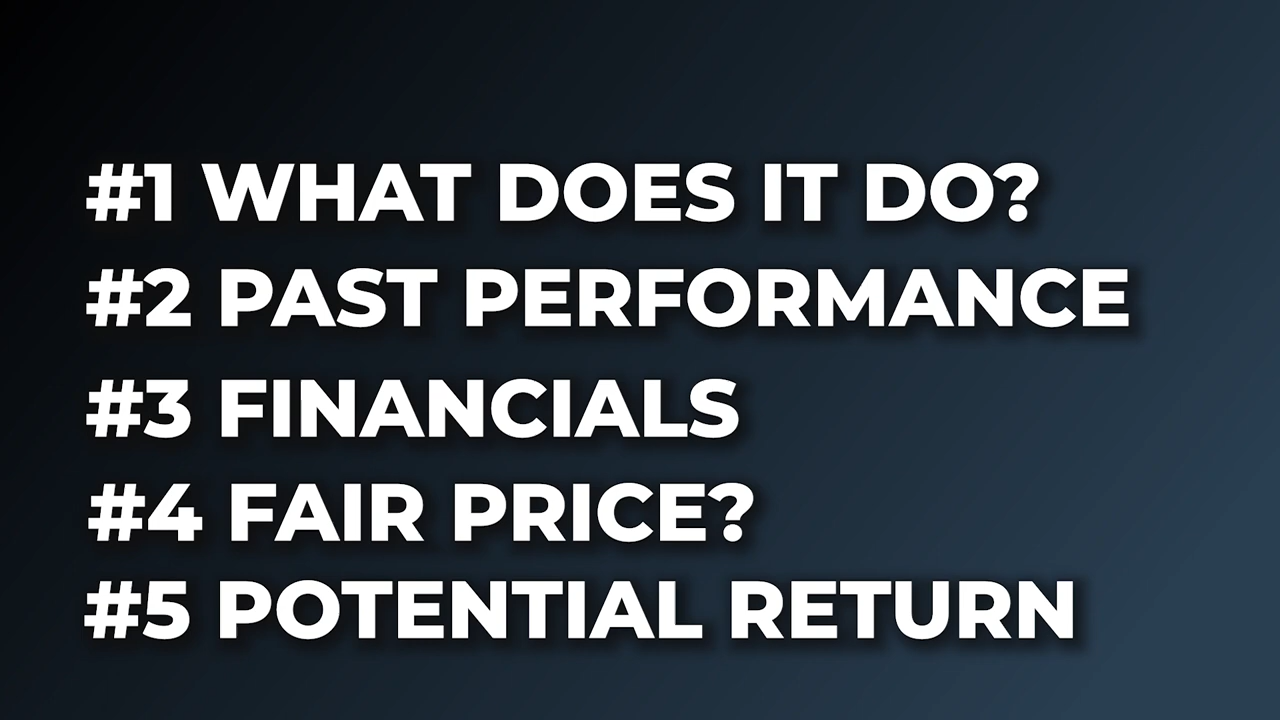 #1 WHAT DOES IT DO?
#2 PAST PERFORMANCE
#3 FINANCIALS
#4 FAIR PRICE?
#5 POTENTIAL RETURN